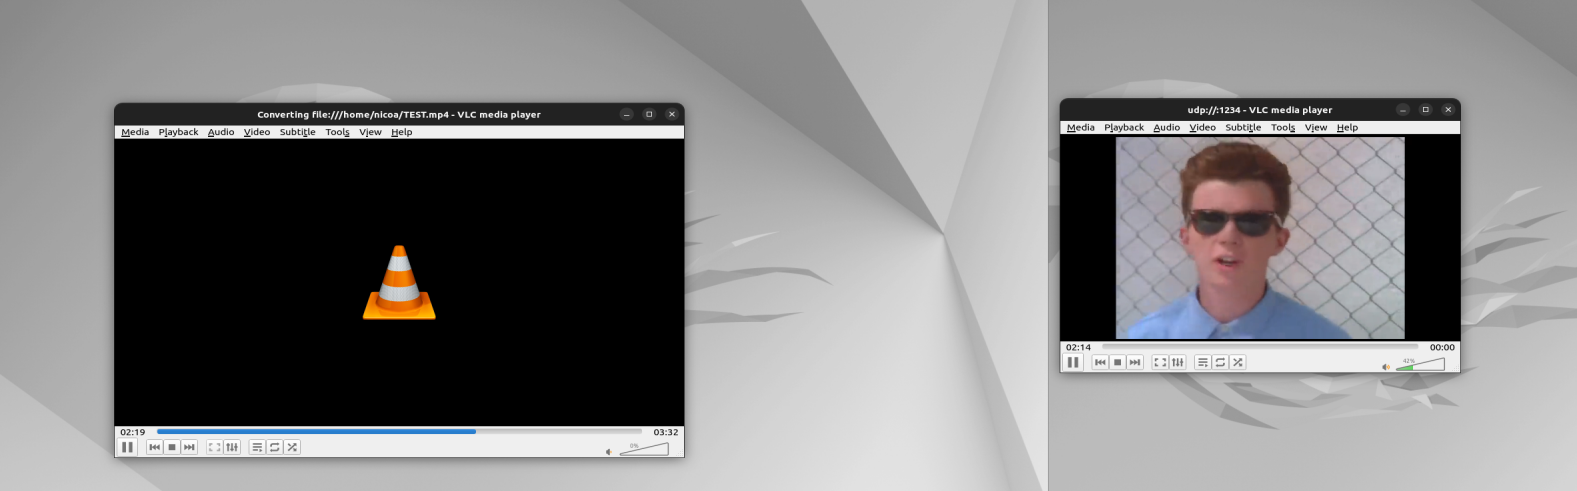 Converting file:///home/nicoa/TEST.mp4 - VLC media player
Media Playback Audio Video Subtitle Tools View Help
02:19 03:32
0%
udp://:1234 - VLC media player
Media Playback Audio Video Subtitle Tools View Help
02:14 00:00
42%